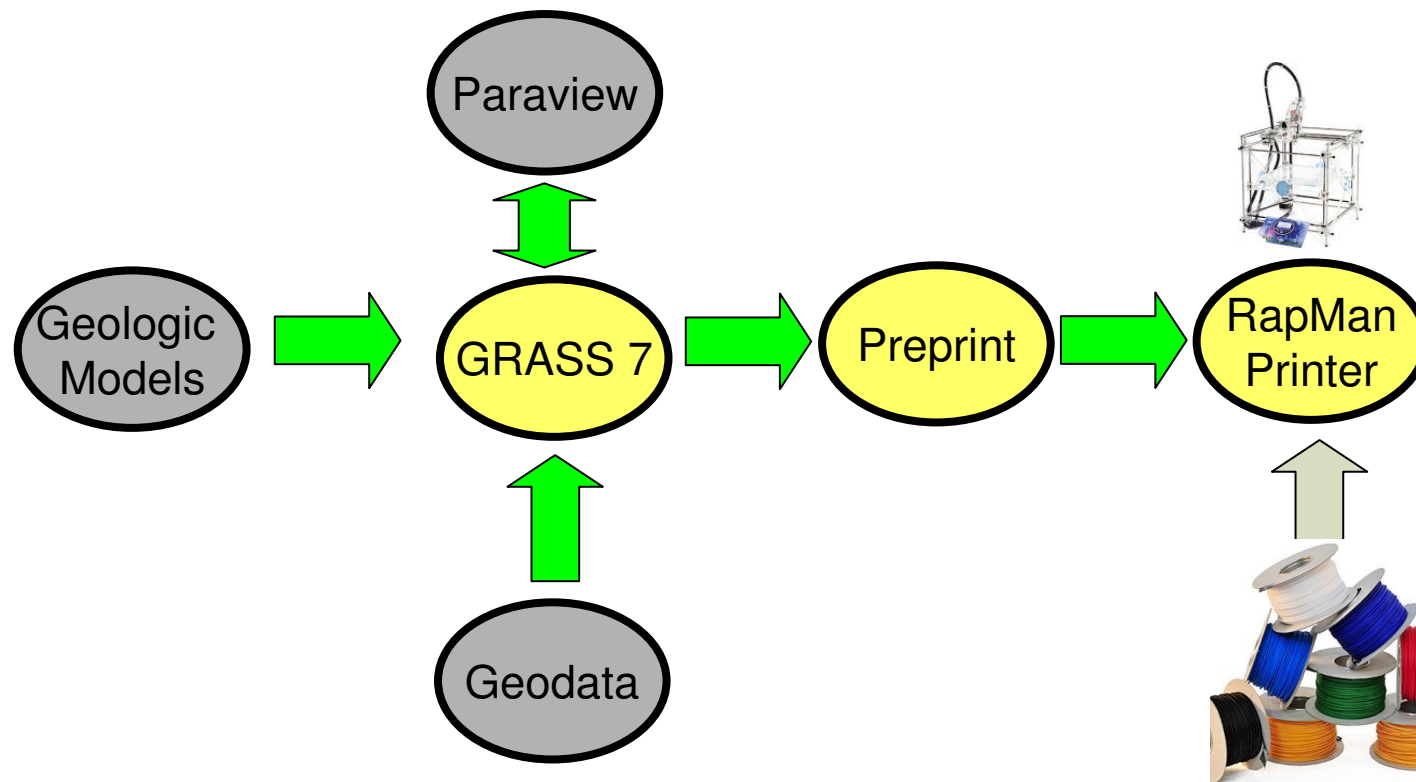 Paraview
Geologic
Models
GRASS 7
Preprint
RapMan
Printer
Geodata